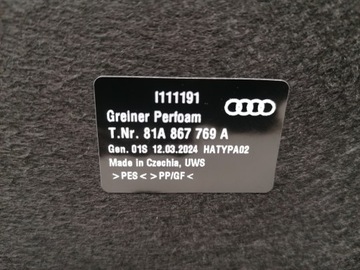 I111191
Greiner Perfoam
T.Nr. 81A 867 769 A
Gen. 01S 12.03.2024 HATYPA02
Made in Czechia, UWS
>PES< >PP/GF<